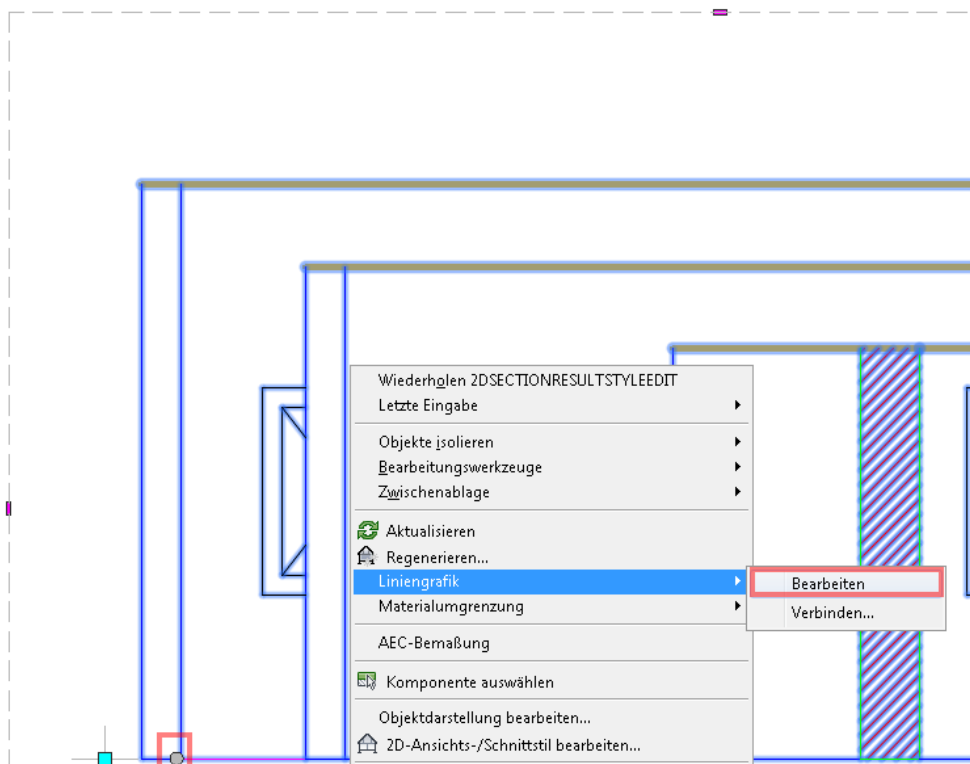 Wiederholen 2DSECTIONRESULTSTYLEEDIT
Letzte Eingabe
Objekte isolieren
Bearbeitungswerkzeuge
Zwischenablage
Aktualisieren
Regenerieren...
Liniengrafik
Bearbeiten
Materialumgrenzung
Verbinden...
AEC-Bemaßung
Komponente auswählen
Objektdarstellung bearbeiten...
2D-Ansichts-/Schnittstil bearbeiten...